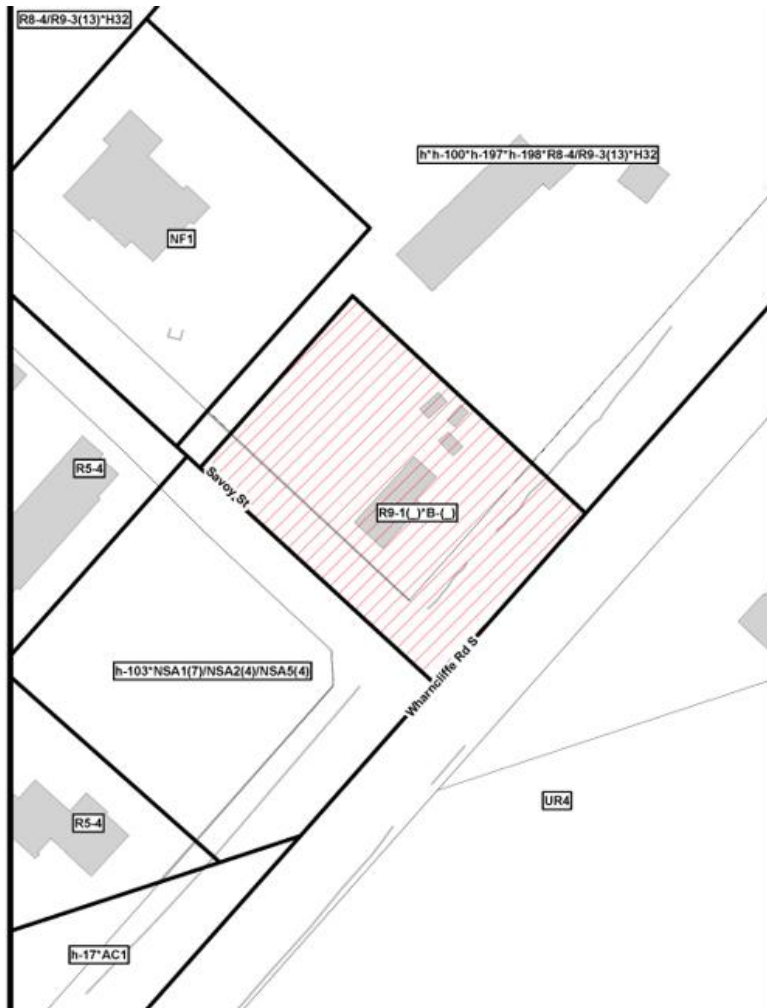 R8-4/R9-3(13)*H32
h*h-100*h-197*h-198*R8-4/R9-3(13)*H32
NF1
R5-4
Savoy St
R9-1(_)*B-(_)
h-103*NSA1(7)/NSA2(4)/NSA5(4)
Wharncliffe Rd S
UR4
R5-4
h-17*AC1